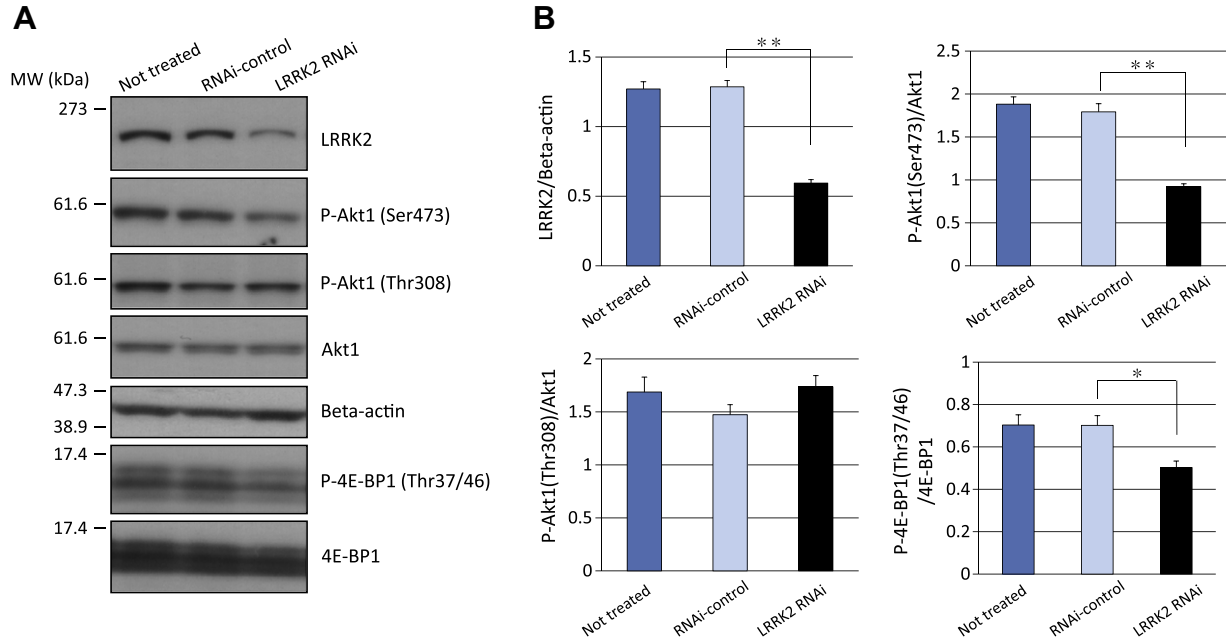 A
MW (kDa)
Not treated
RNAi-control
LRRK2 RNAi
273
LRRK2
61.6
P-Akt1 (Ser473)
61.6
P-Akt1 (Thr308)
61.6
Akt1
47.3
Beta-actin
38.9
17.4
P-4E-BP1 (Thr37/46)
17.4
4E-BP1
B
LRRK2/Beta-actin
1.5
1
0.5
0
**
Not treated
RNAi-control
LRRK2 RNAi
P-Akt1(Ser473)/Akt1
2.5
2
1.5
1
0.5
0
**
Not treated
RNAi-control
LRRK2 RNAi
P-Akt1(Thr308)/Akt1
2
1.5
1
0.5
0
Not treated
RNAi-control
LRRK2 RNAi
P-4E-BP1(Thr37/46)
/4E-BP1
1
0.8
0.6
0.4
0.2
0
*
Not treated
RNAi-control
LRRK2 RNAi